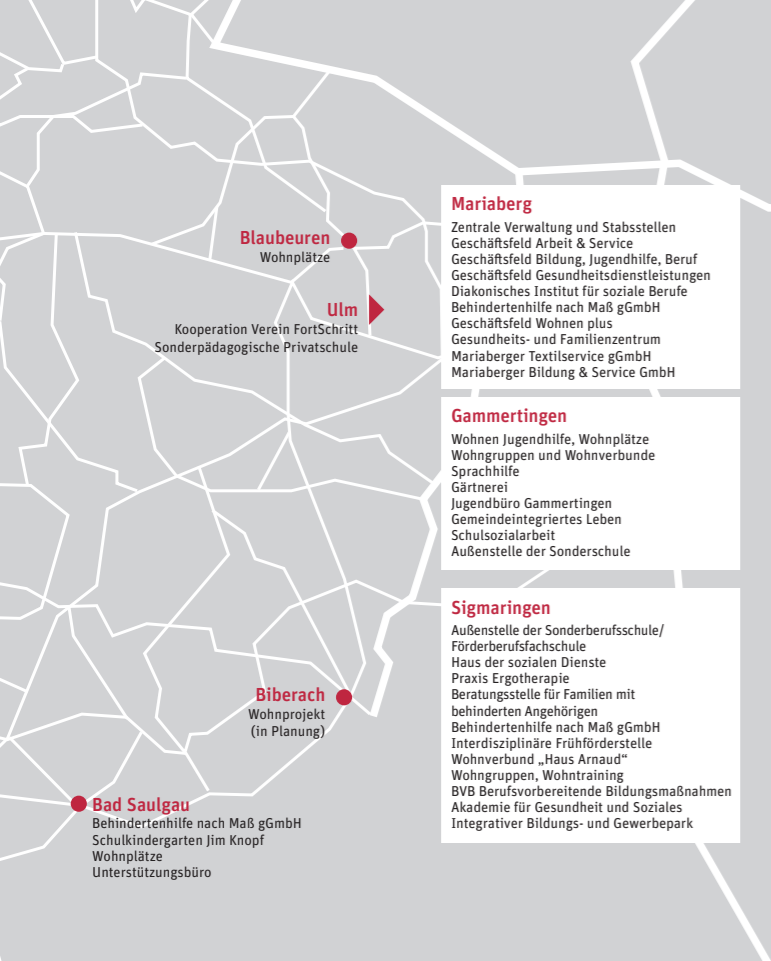 Blaubeuren
Wohnplätze
Ulm
Kooperation Verein FortSchritt
Sonderpädagogische Privatschule
Biberach
Wohnprojekt
(in Planung)
Bad Saulgau
Behindertenhilfe nach Maß gGmbH
Schulkindergarten Jim Knopf
Wohnplätze
Unterstützungsbüro
Mariaberg
Zentrale Verwaltung und Stabsstellen
Geschäftsfeld Arbeit & Service
Geschäftsfeld Bildung, Jugendhilfe, Beruf
Geschäftsfeld Gesundheitsdienstleistungen
Diakonisches Institut für soziale Berufe
Behindertenhilfe nach Maß gGmbH
Geschäftsfeld Wohnen plus
Gesundheits- und Familienzentrum
Mariaberger Textilservice gGmbH
Mariaberger Bildung & Service GmbH
Gammertingen
Wohnen Jugendhilfe, Wohnplätze
Wohngruppen und Wohnverbunde
Sprachhilfe
Gärtnerei
Jugendbüro Gammertingen
Gemeindeintegriertes Leben
Schulsozialarbeit
Außenstelle der Sonderschule
Sigmaringen
Außenstelle der Sonderberufsschule/
Förderberufsfachschule
Haus der sozialen Dienste
Praxis Ergotherapie
Beratungsstelle für Familien mit
behinderten Angehörigen
Behindertenhilfe nach Maß gGmbH
Interdisziplinäre Frühförderstelle
Wohnverbund „Haus Arnaud“
Wohngruppen, Wohntraining
BVB Berufsvorbereitende Bildungsmaßnahmen
Akademie für Gesundheit und Soziales
Integrativer Bildungs- und Gewerbepark